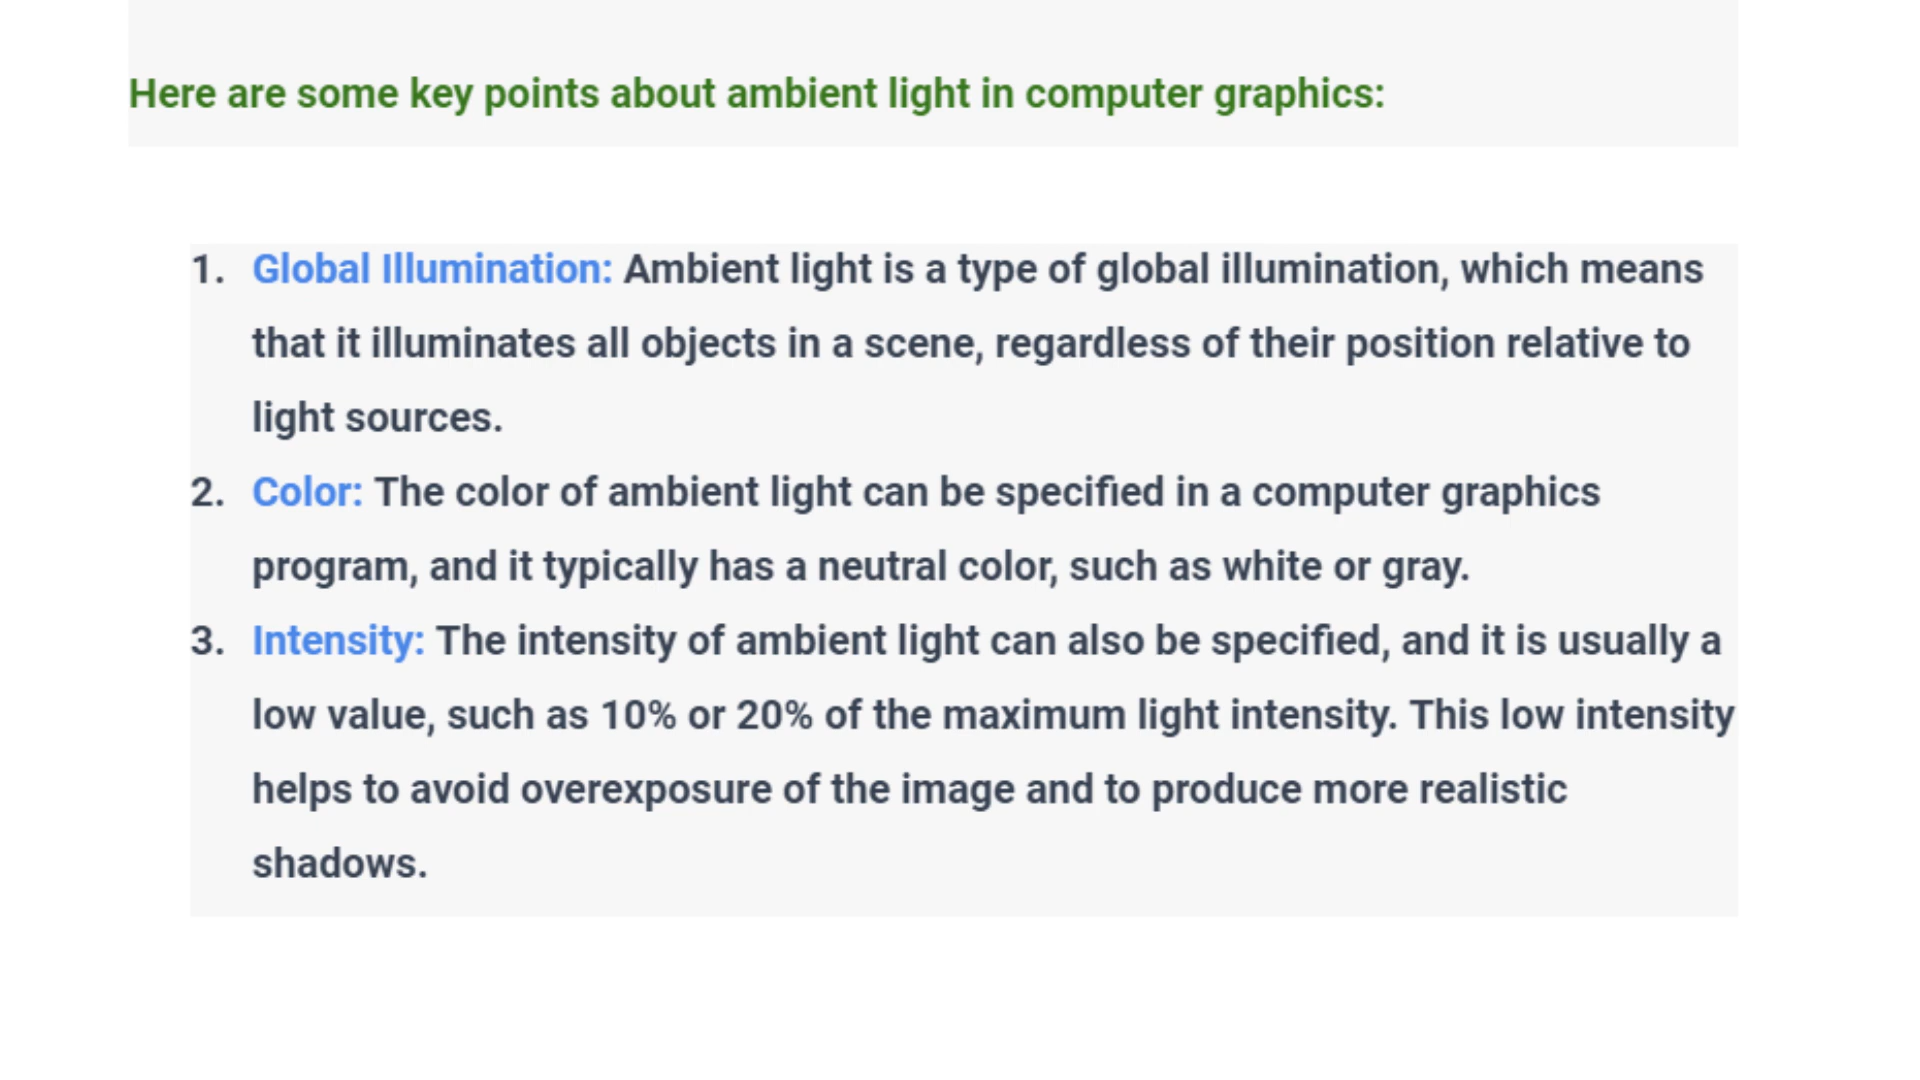 Here are some key points about ambient light in computer graphics:
1. Global Illumination: Ambient light is a type of global illumination, which means
that it illuminates all objects in a scene, regardless of their position relative to
light sources.
2. Color: The color of ambient light can be specified in a computer graphics
program, and it typically has a neutral color, such as white or gray.
3. Intensity: The intensity of ambient light can also be specified, and it is usually a
low value, such as 10% or 20% of the maximum light intensity. This low intensity
helps to avoid overexposure of the image and to produce more realistic
shadows.